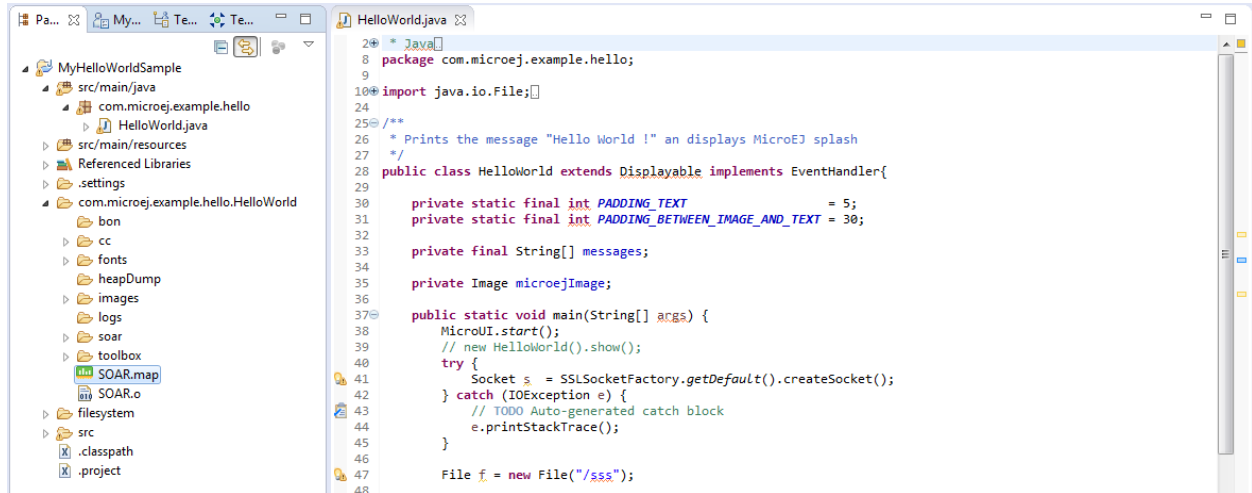 Pa... My... Te... Te...
MyHelloWorldSample
src/main/java
com.microej.example.hello
HelloWorld.java
src/main/resources
Referenced Libraries
.settings
com.microej.example.hello.HelloWorld
bon
cc
fonts
heapDump
images
logs
soar
toolbox
SOAR.map
SOAR.o
filesystem
src
.classpath
.project
HelloWorld.java
2 * Java
8 package com.microej.example.hello;
9
10 import java.io.File;
24
25 /**
26 * Prints the message "Hello World !" an displays MicroEJ splash
27 */
28 public class HelloWorld extends Displayable implements EventHandler{
29
30 private static final int PADDING_TEXT = 5;
31 private static final int PADDING_BETWEEN_IMAGE_AND_TEXT = 30;
32
33 private final String[] messages;
34
35 private Image microejImage;
36
37 public static void main(String[] args) {
38 MicroUI.start();
39 // new HelloWorld().show();
40 try {
41 Socket s = SSLSocketFactory.getDefault().createSocket();
42 } catch (IOException e) {
43 // TODO Auto-generated catch block
44 e.printStackTrace();
45 }
46
47 File f = new File("/sss");
48